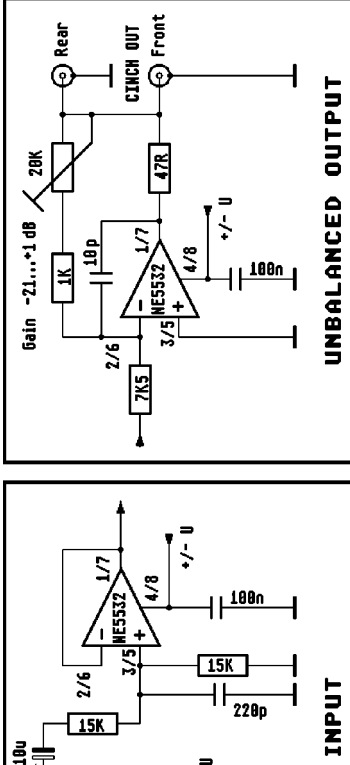 Gain -21...+1 dB
20K
Rear
CINCH OUT
Front
1K
10p
47R
1/7
2/6
NE5532
-
+
4/8
+/- U
3/5
7K5
100n
UNBALANCED OUTPUT
10u
15K
2/6
1/7
NE5532
-
+
3/5
4/8
+/- U
15K
100n
220p
U
INPUT